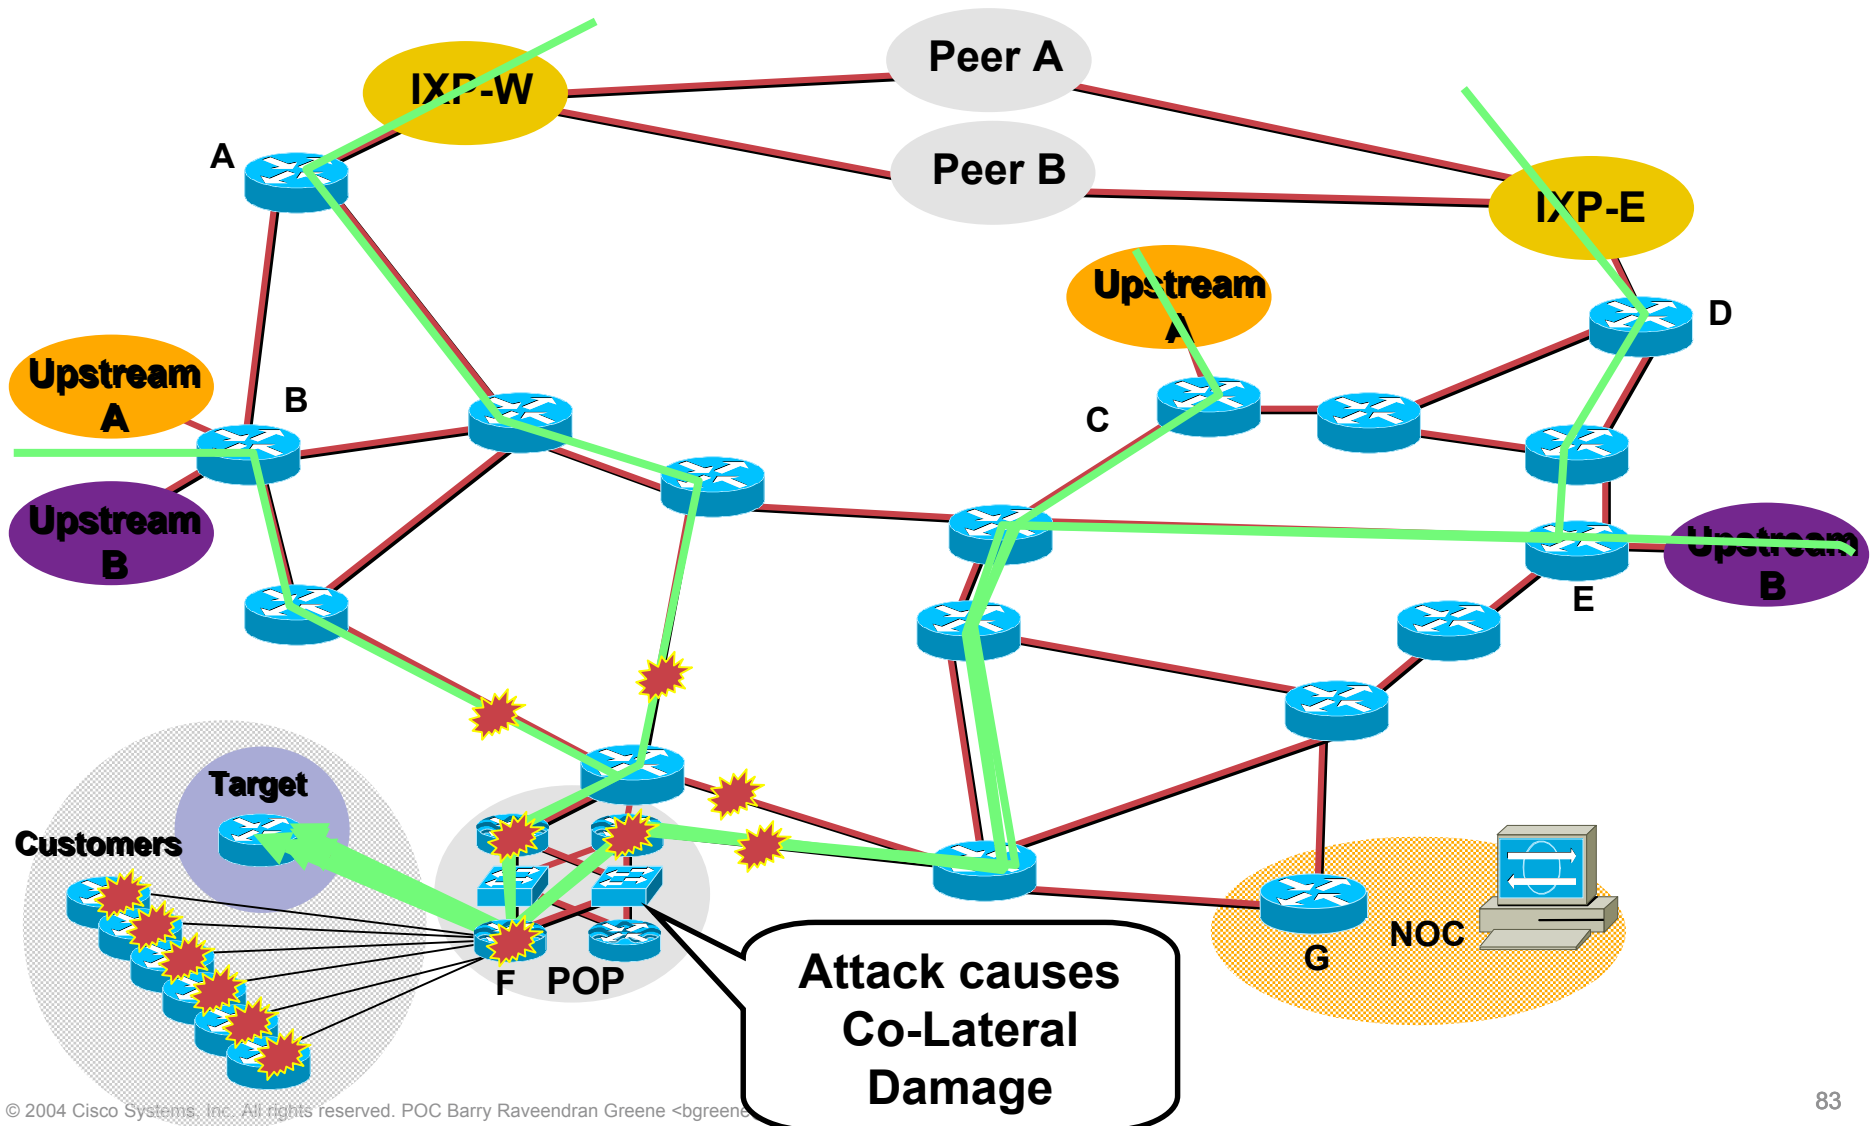 IXP-W
Peer A
Peer B
A
IXP-E
Upstream
A
D
Upstream
A
B
C
Upstream
B
Upstream
B
E
Target
Customers
NOC
G
F
POP
Attack causes
Co-Lateral
Damage
© 2004 Cisco Systems, Inc. All rights reserved. POC Barry Raveendran Greene <bgreene
83